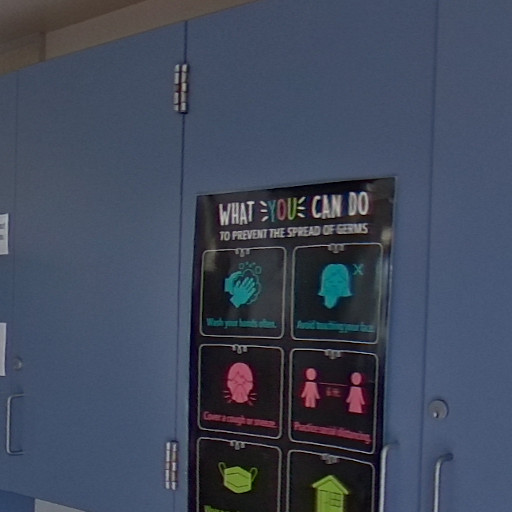 WHAT YOU CAN DO
TO PREVENT THE SPREAD OF GERMS
Wash your hands often.
Avoid touching your face.
Cover a cough or sneeze.
Practice social distancing.